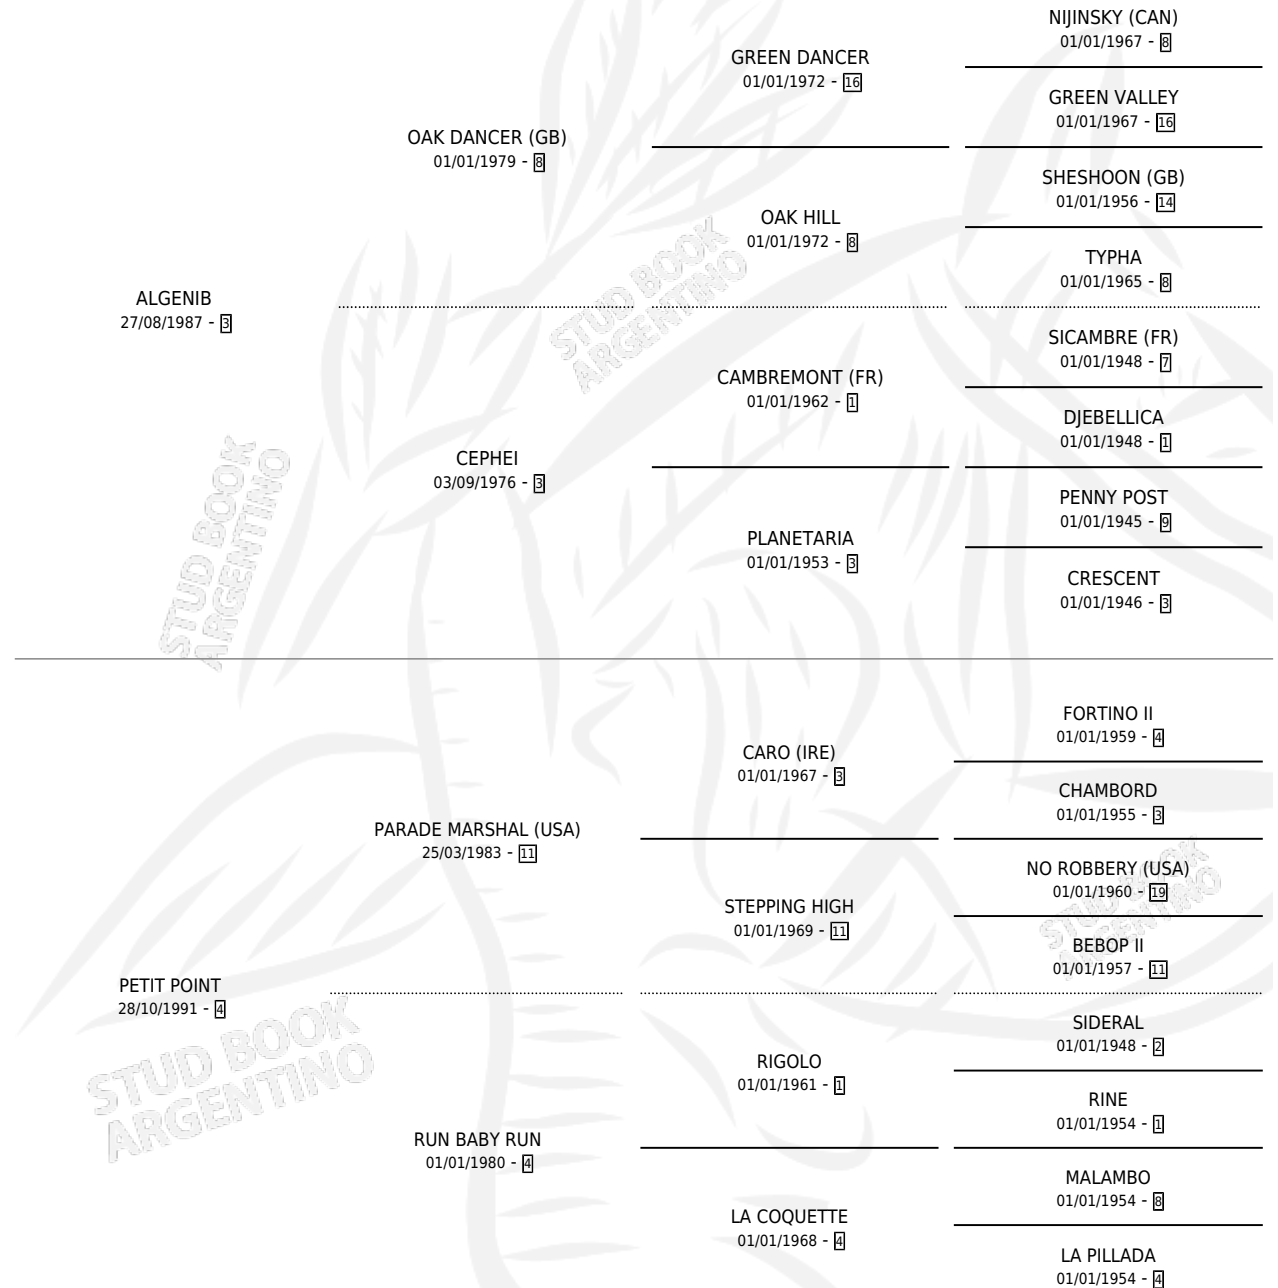 NIJINSKY (CAN)
01/01/1967 - 8
GREEN DANCER
01/01/1972 - 16
GREEN VALLEY
01/01/1967 - 16
OAK DANCER (GB)
01/01/1979 - 8
SHESHOON (GB)
01/01/1956 - 14
OAK HILL
01/01/1972 - 8
TYPHA
01/01/1965 - 8
ALGENIB
27/08/1987 - 3
SICAMBRE (FR)
01/01/1948 - 7
CAMBREMONT (FR)
01/01/1962 - 1
DJEBELLICA
01/01/1948 - 1
CEPHEI
03/09/1976 - 3
PENNY POST
01/01/1945 - 9
PLANETARIA
01/01/1953 - 3
CRESCENT
01/01/1946 - 3
FORTINO II
01/01/1959 - 4
CARO (IRE)
01/01/1967 - 3
CHAMBORD
01/01/1955 - 3
PARADE MARSHAL (USA)
25/03/1983 - 11
NO ROBBERY (USA)
01/01/1960 - 19
STEPPING HIGH
01/01/1969 - 11
BEBOP II
01/01/1957 - 11
PETIT POINT
28/10/1991 - 4
SIDERAL
01/01/1948 - 2
RIGOLO
01/01/1961 - 1
RINE
01/01/1954 - 1
RUN BABY RUN
01/01/1980 - 4
MALAMBO
01/01/1954 - 8
LA COQUETTE
01/01/1968 - 4
LA PILLADA
01/01/1954 - 4
STUD BOOK
ARGENTINO
STUD BOOK
ARGENTINO
STUD BOOK
ARGENTINO
STUD BOOK
ARGENTINO